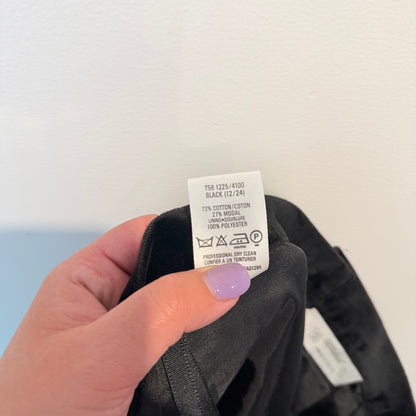 T56 1225/4100
BLACK (12/24)
73% COTTON/COTON
27% MODAL
LINING•DOUBLURE
100% POLYESTER
P
PROFESSIONAL DRY CLEAN
CONFIER À UN TEINTURIER